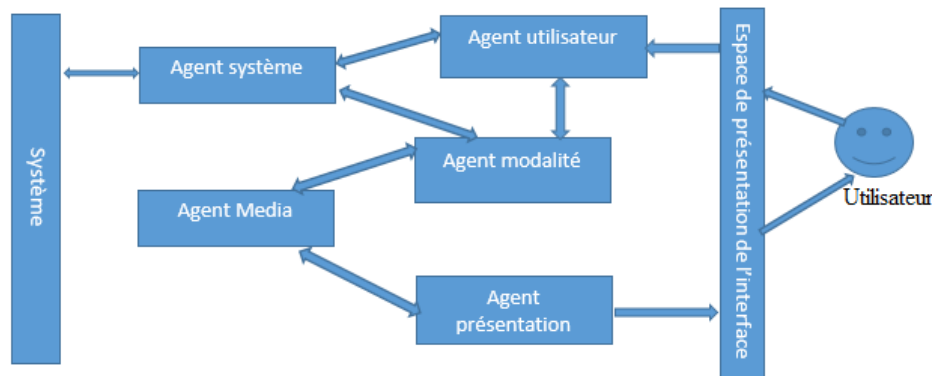 Système
Agent système
Agent utilisateur
Agent modalité
Agent Media
Agent
présentation
Espace de présentation de l'interface
Utilisateur